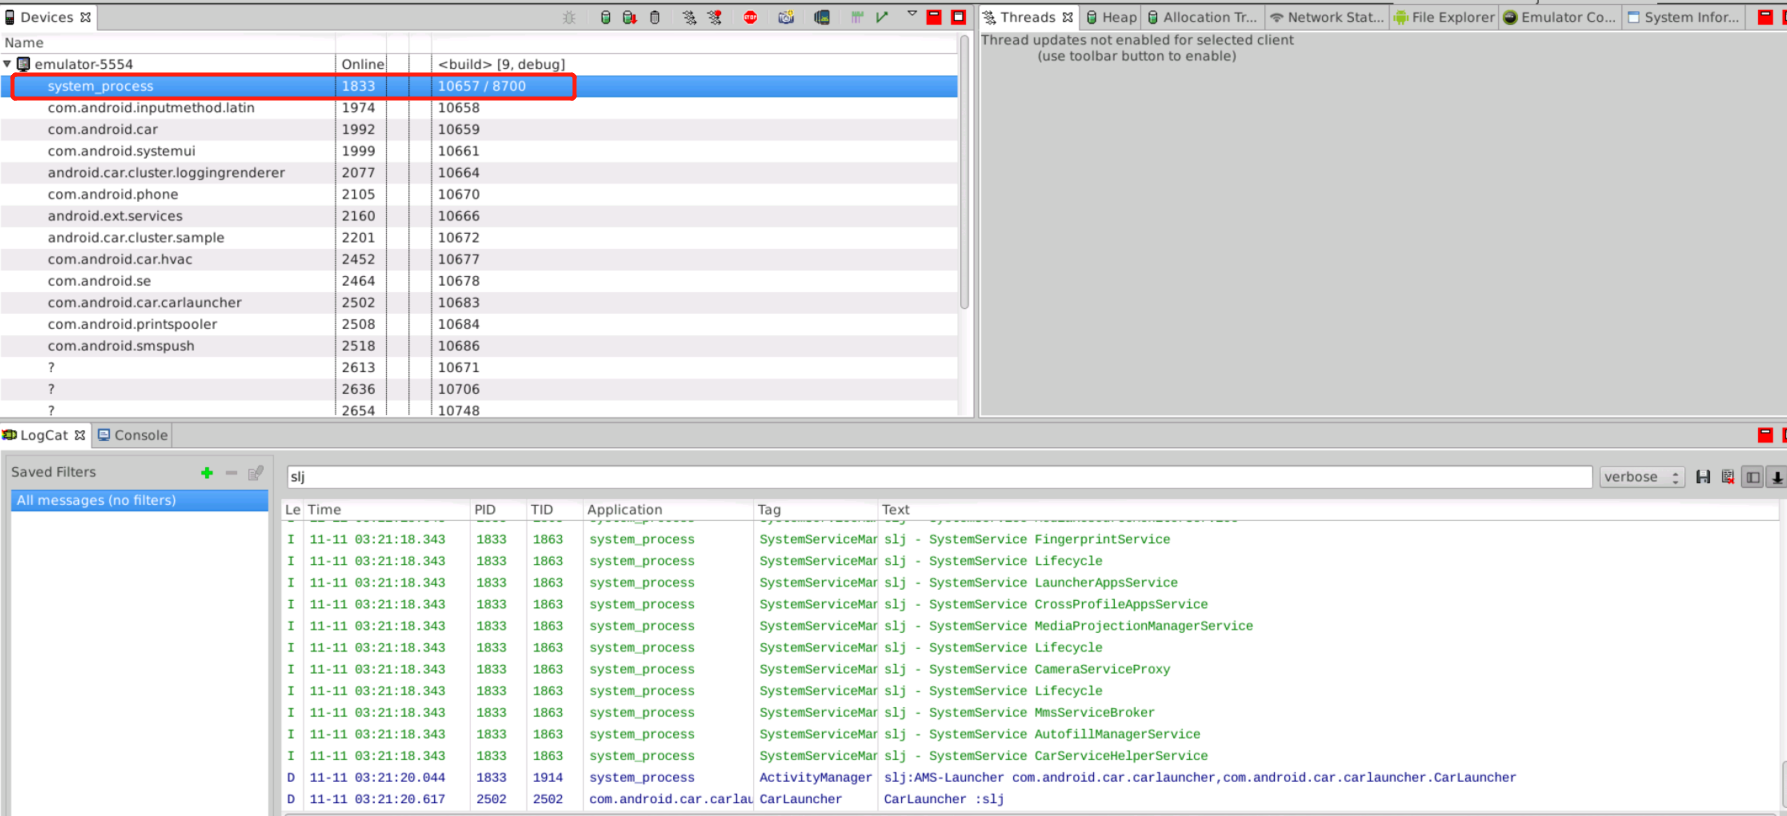 Devices
Threads Heap Allocation Tr... Network Stat... File Explorer Emulator Co... System Infor...
Name
Thread updates not enabled for selected client
(use toolbar button to enable)
emulator-5554 Online <build> [9, debug]
system_process 1833 10657 / 8700
com.android.inputmethod.latin 1974 10658
com.android.car 1992 10659
com.android.systemui 1999 10661
android.car.cluster.loggingrenderer 2077 10664
com.android.phone 2105 10670
android.ext.services 2160 10666
android.car.cluster.sample 2201 10672
com.android.car.hvac 2452 10677
com.android.se 2464 10678
com.android.car.carlauncher 2502 10683
com.android.printspooler 2508 10684
com.android.smspush 2518 10686
? 2613 10671
? 2636 10706
? 2654 10748
LogCat Console
Saved Filters
slj
verbose
All messages (no filters)
Le Time PID TID Application Tag Text
I 11-11 03:21:18.343 1833 1863 system_process SystemServiceMar slj - SystemService FingerprintService
I 11-11 03:21:18.343 1833 1863 system_process SystemServiceMar slj - SystemService Lifecycle
I 11-11 03:21:18.343 1833 1863 system_process SystemServiceMar slj - SystemService LauncherAppsService
I 11-11 03:21:18.343 1833 1863 system_process SystemServiceMar slj - SystemService CrossProfileAppsService
I 11-11 03:21:18.343 1833 1863 system_process SystemServiceMar slj - SystemService MediaProjectionManagerService
I 11-11 03:21:18.343 1833 1863 system_process SystemServiceMar slj - SystemService Lifecycle
I 11-11 03:21:18.343 1833 1863 system_process SystemServiceMar slj - SystemService CameraServiceProxy
I 11-11 03:21:18.343 1833 1863 system_process SystemServiceMar slj - SystemService Lifecycle
I 11-11 03:21:18.343 1833 1863 system_process SystemServiceMar slj - SystemService MmsServiceBroker
I 11-11 03:21:18.343 1833 1863 system_process SystemServiceMar slj - SystemService AutofillManagerService
I 11-11 03:21:18.343 1833 1863 system_process SystemServiceMar slj - SystemService CarServiceHelperService
D 11-11 03:21:20.044 1833 1914 system_process ActivityManager slj:AMS-Launcher com.android.car.carlauncher,com.android.car.carlauncher.CarLauncher
D 11-11 03:21:20.617 2502 2502 com.android.car.carlau CarLauncher CarLauncher :slj